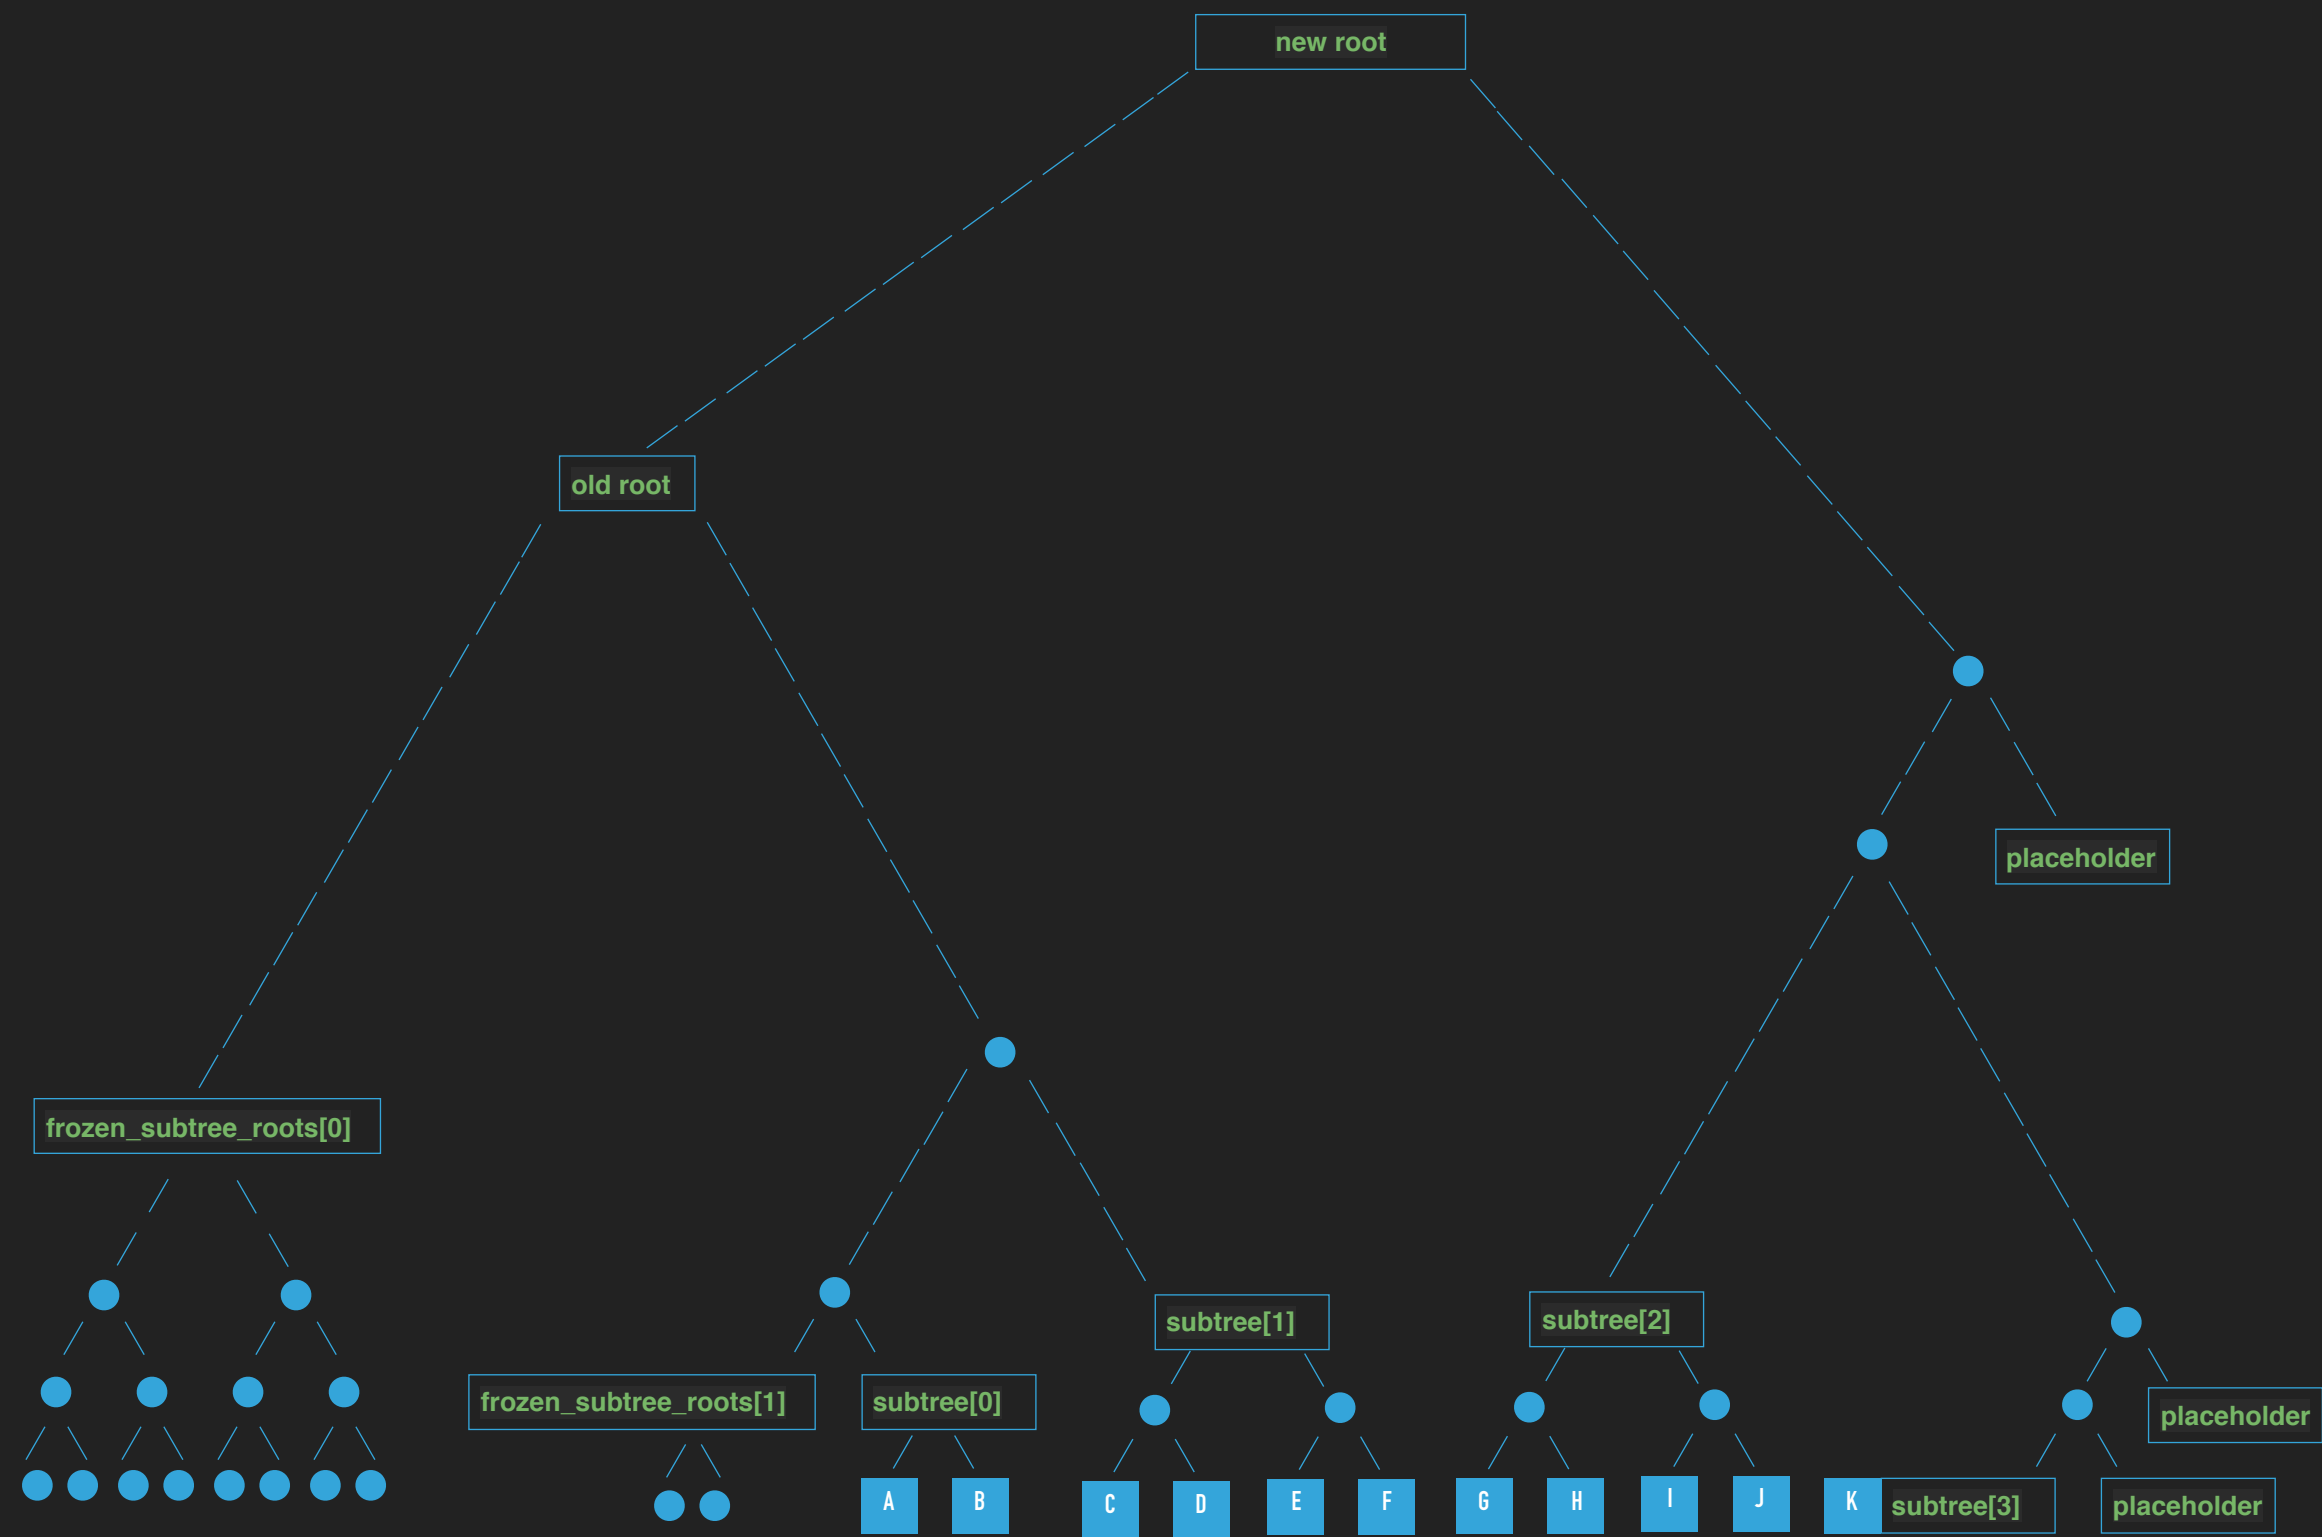 new root
old root
placeholder
frozen_subtree_roots[0]
subtree[1]
subtree[2]
frozen_subtree_roots[1]
subtree[0]
placeholder
A
B
C
D
E
F
G
H
I
J
K
subtree[3]
placeholder